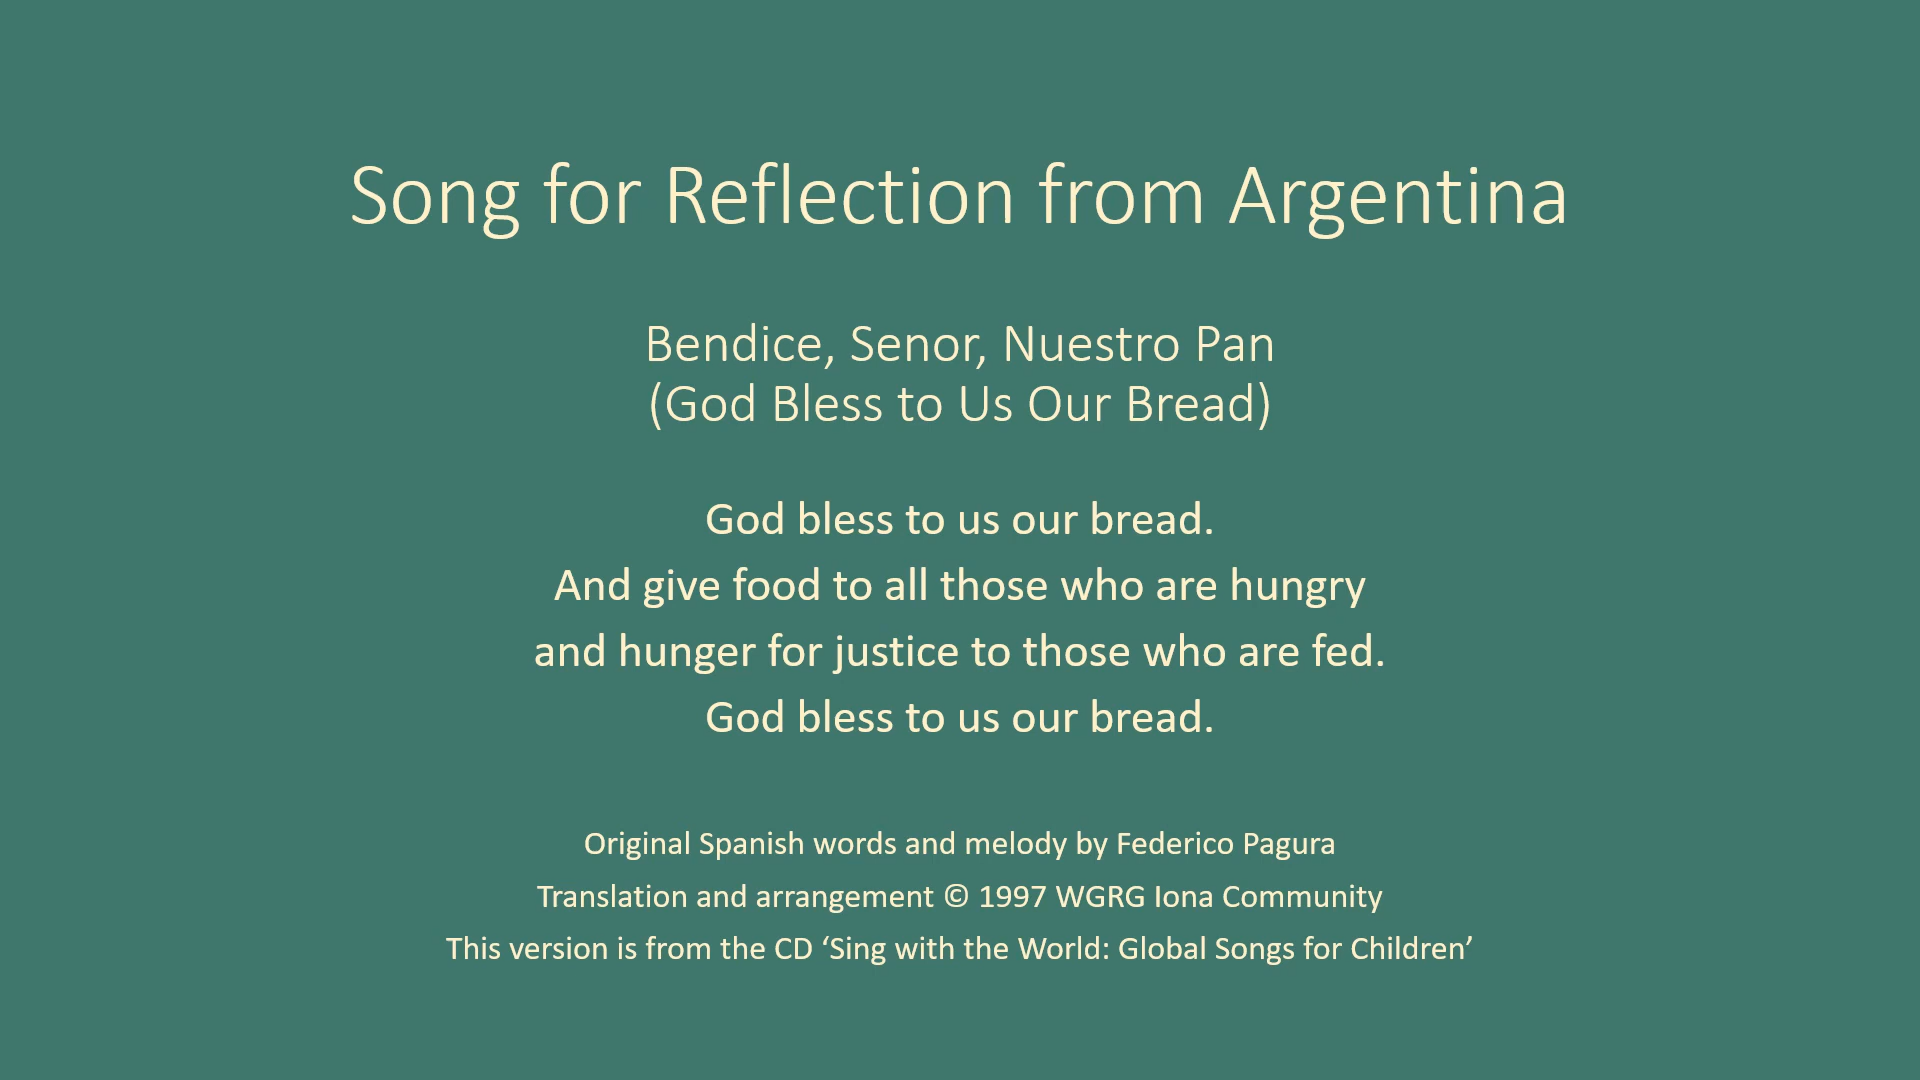 Song for Reflection from Argentina
Bendice, Senor, Nuestro Pan
(God Bless to Us Our Bread)
God bless to us our bread.
And give food to all those who are hungry
and hunger for justice to those who are fed.
God bless to us our bread.
Original Spanish words and melody by Federico Pagura
Translation and arrangement © 1997 WGRG Iona Community
This version is from the CD ‘Sing with the World: Global Songs for Children’